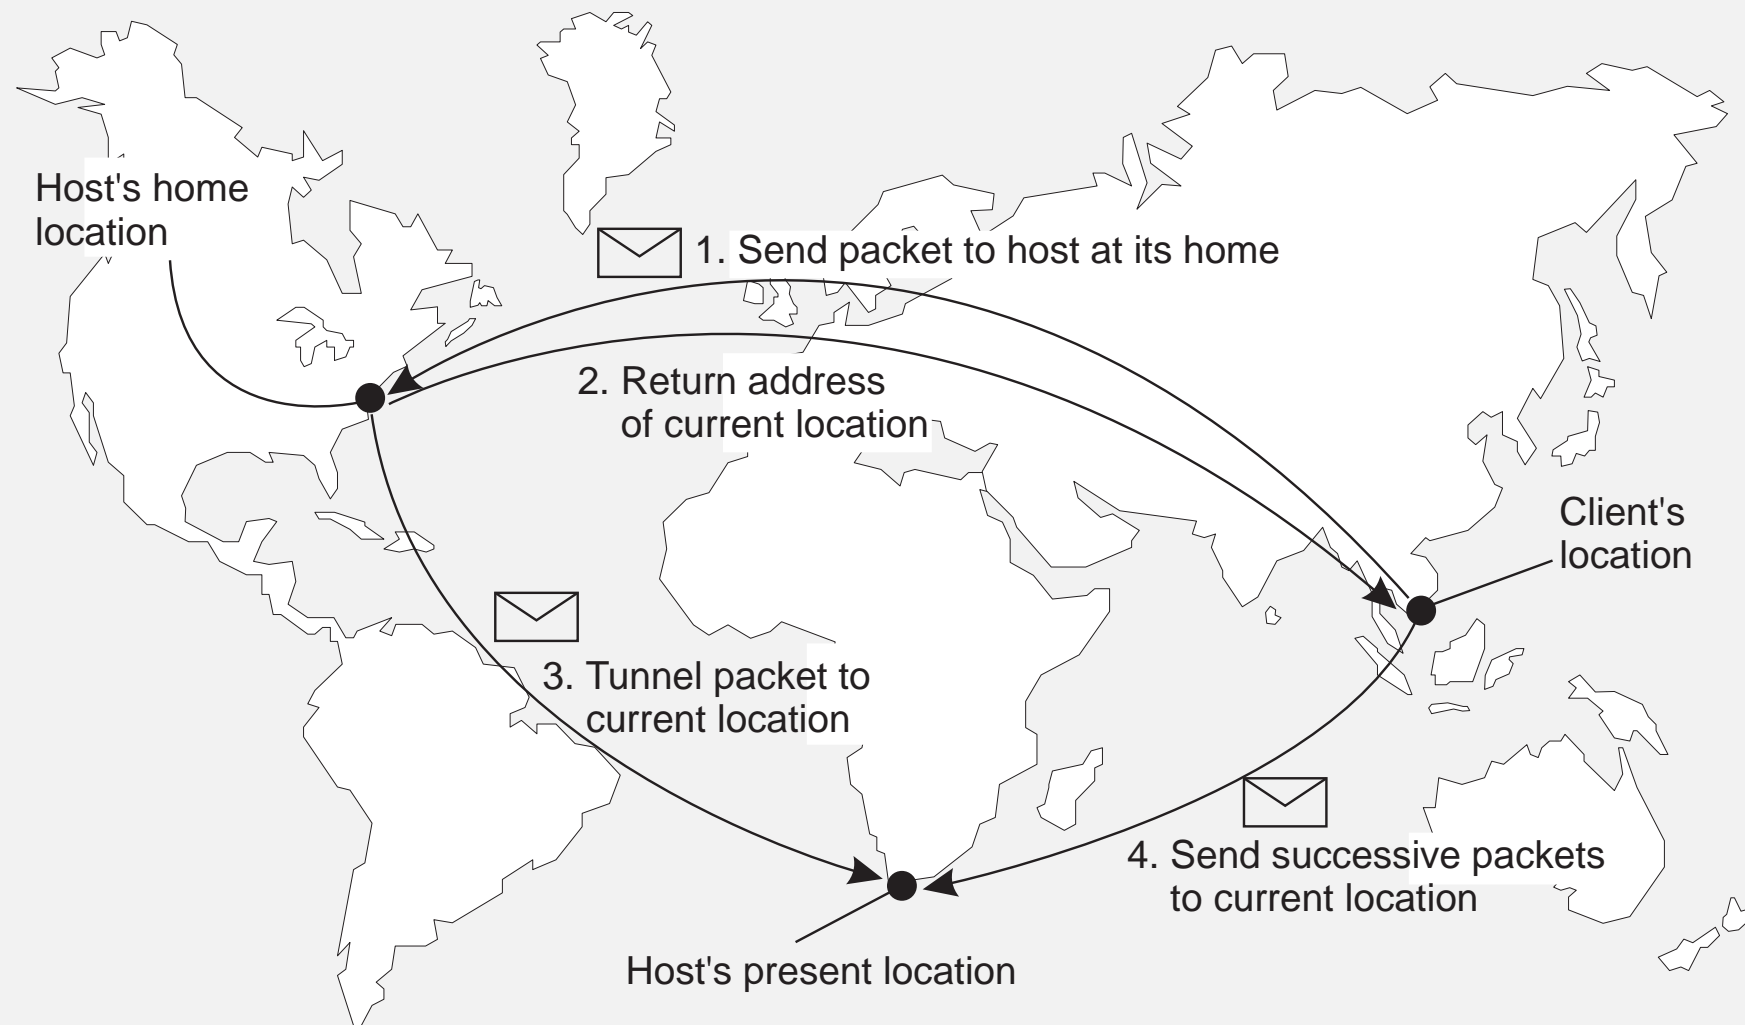 Host's home
location
1. Send packet to host at its home
2. Return address
of current location
Client's
location
3. Tunnel packet to
current location
4. Send successive packets
to current location
Host's present location